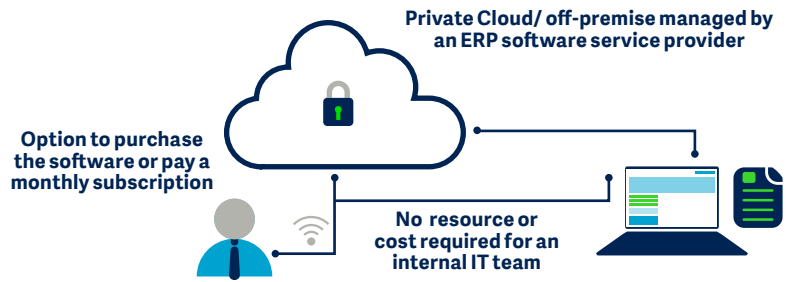 Private Cloud/ off-premise managed by
an ERP software service provider
Option to purchase
the software or pay a
monthly subscription
No resource or
cost required for an
internal IT team